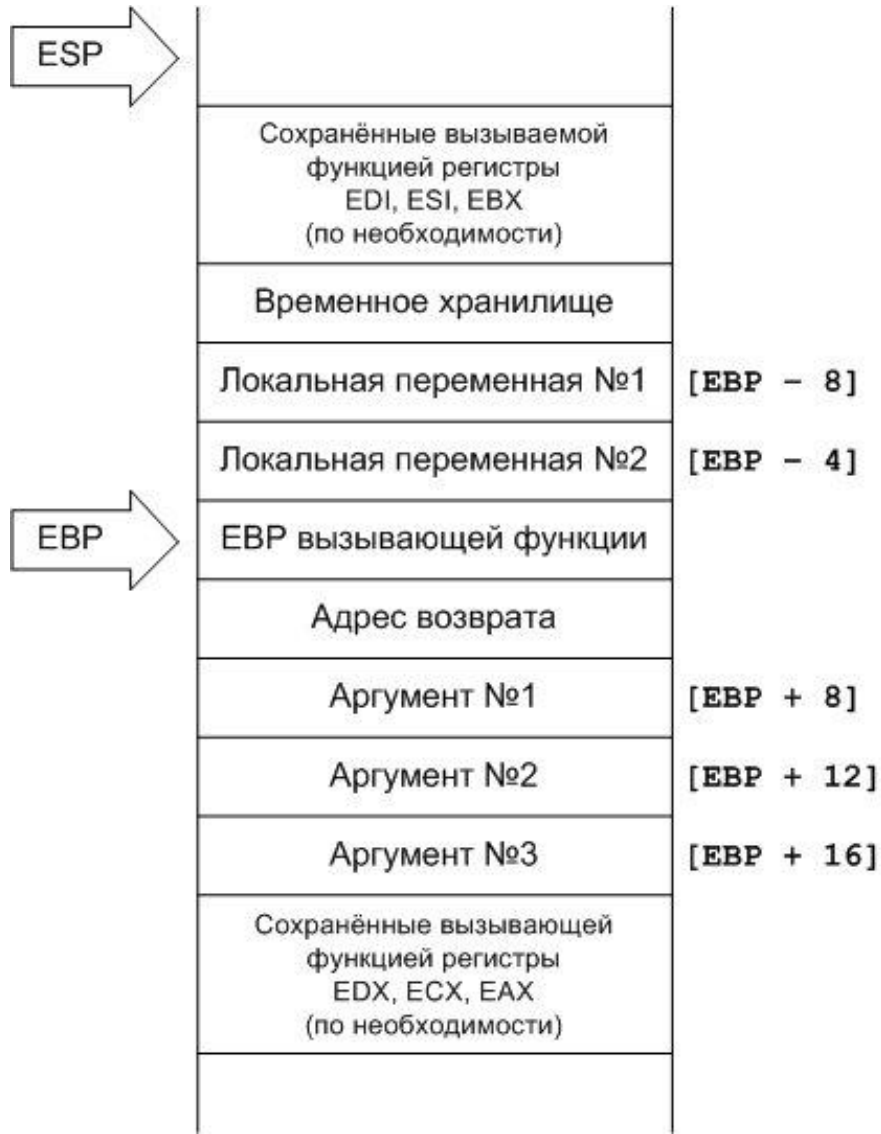 ESP
Сохранённые вызываемой
функцией регистры
EDI, ESI, EBX
(по необходимости)
Временное хранилище
Локальная переменная №1 [EBP – 8]
Локальная переменная №2 [EBP – 4]
EBP EBP вызывающей функции
Адрес возврата
Аргумент №1 [EBP + 8]
Аргумент №2 [EBP + 12]
Аргумент №3 [EBP + 16]
Сохранённые вызывающей
функцией регистры
EDX, ECX, EAX
(по необходимости)